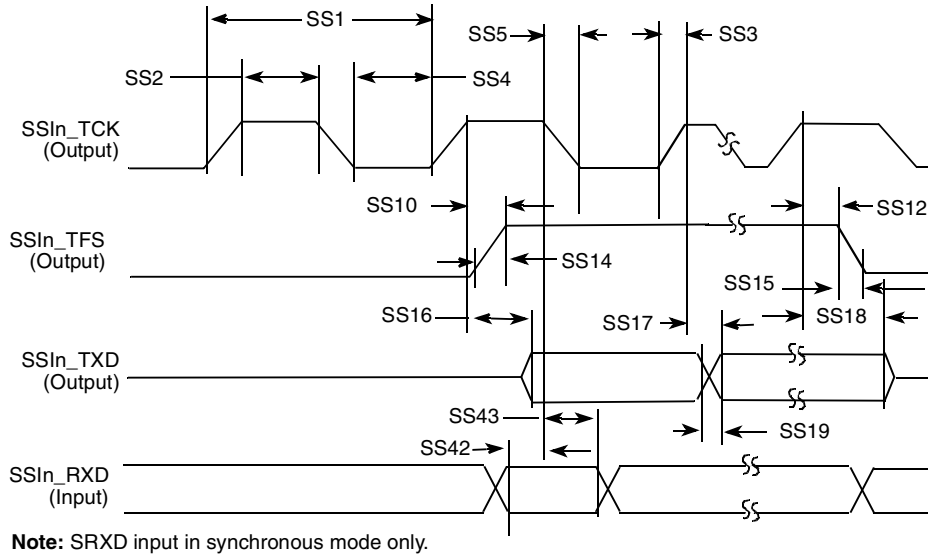 SS1
SS5
SS3
SS2
SS4
SSIn_TCK
(Output)
SS10
SS12
SSIn_TFS
(Output)
SS14
SS15
SS16
SS17
SS18
SSIn_TXD
(Output)
SS43
SS19
SS42
SSIn_RXD
(Input)
Note: SRXD input in synchronous mode only.